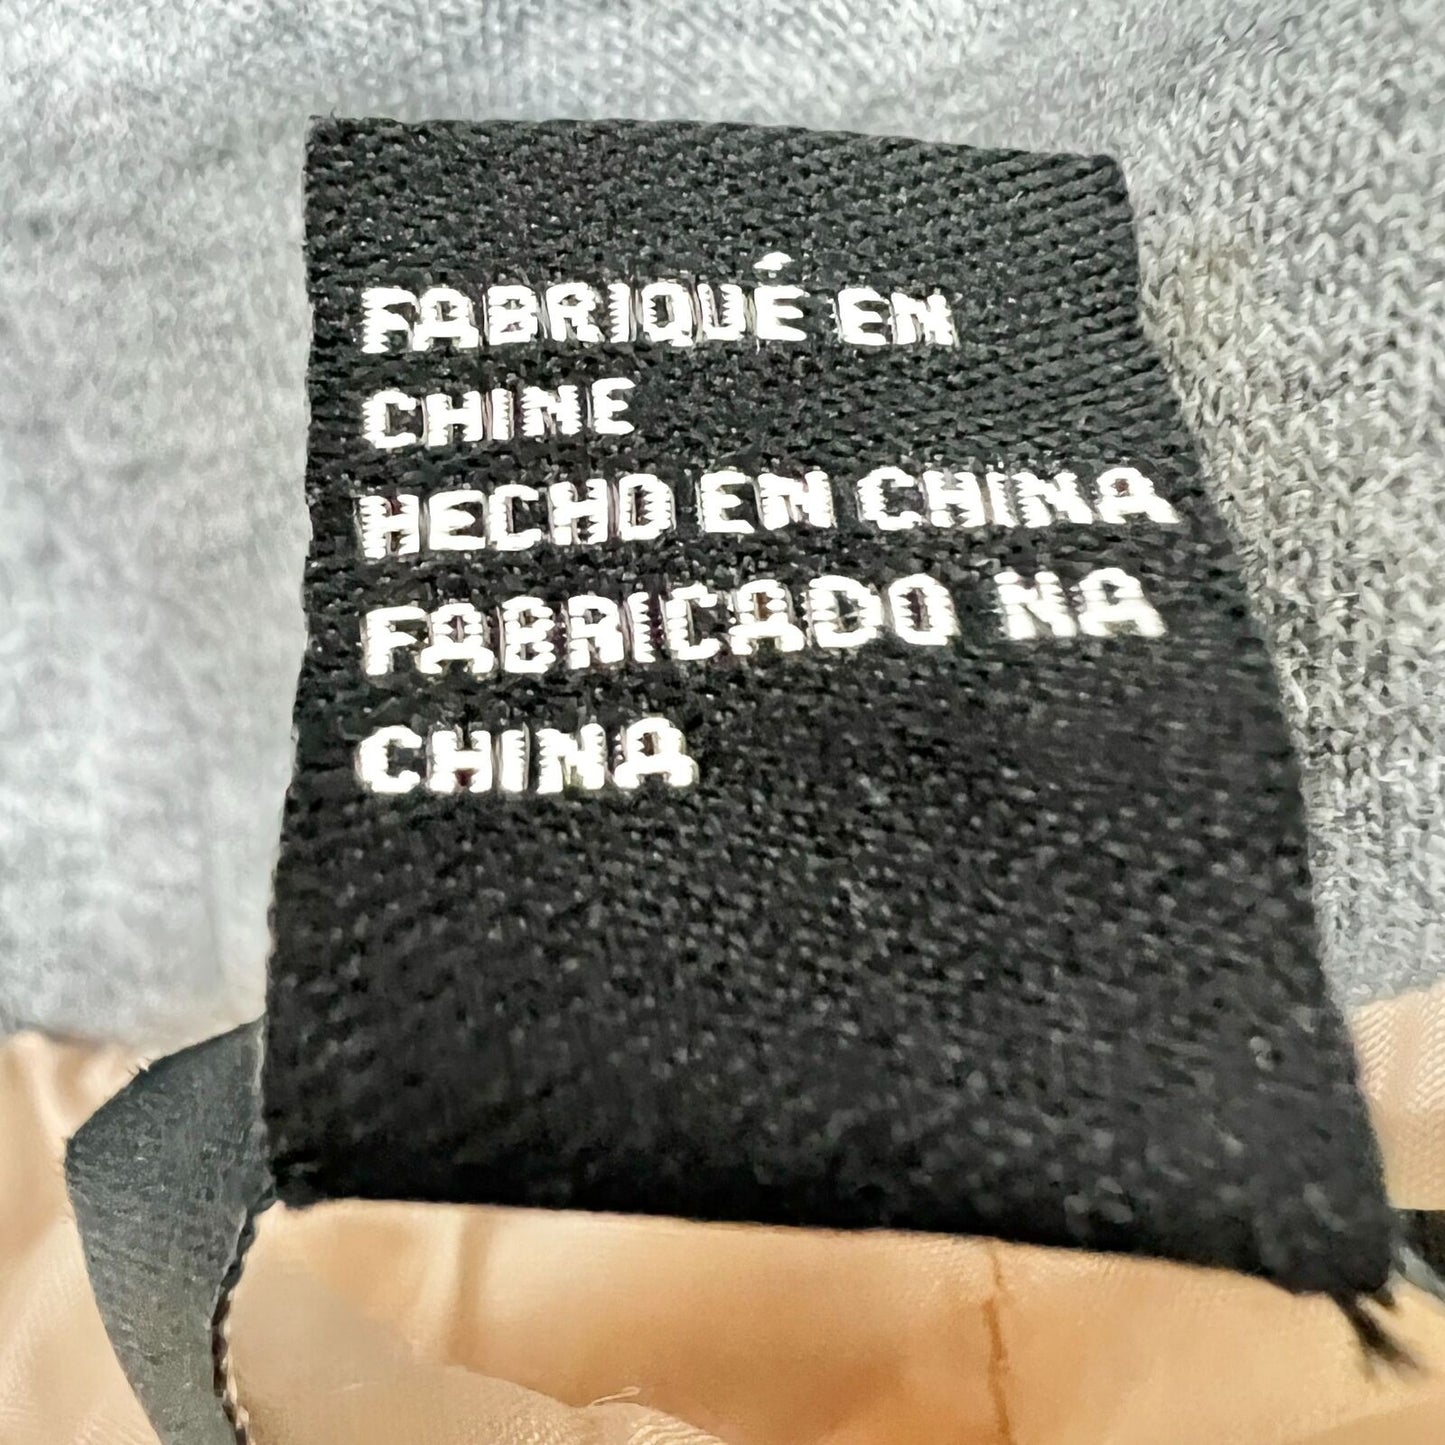 FABRIQUÉ EN
CHINE
HECHO EN CHINA
FABRICADO NA
CHINA